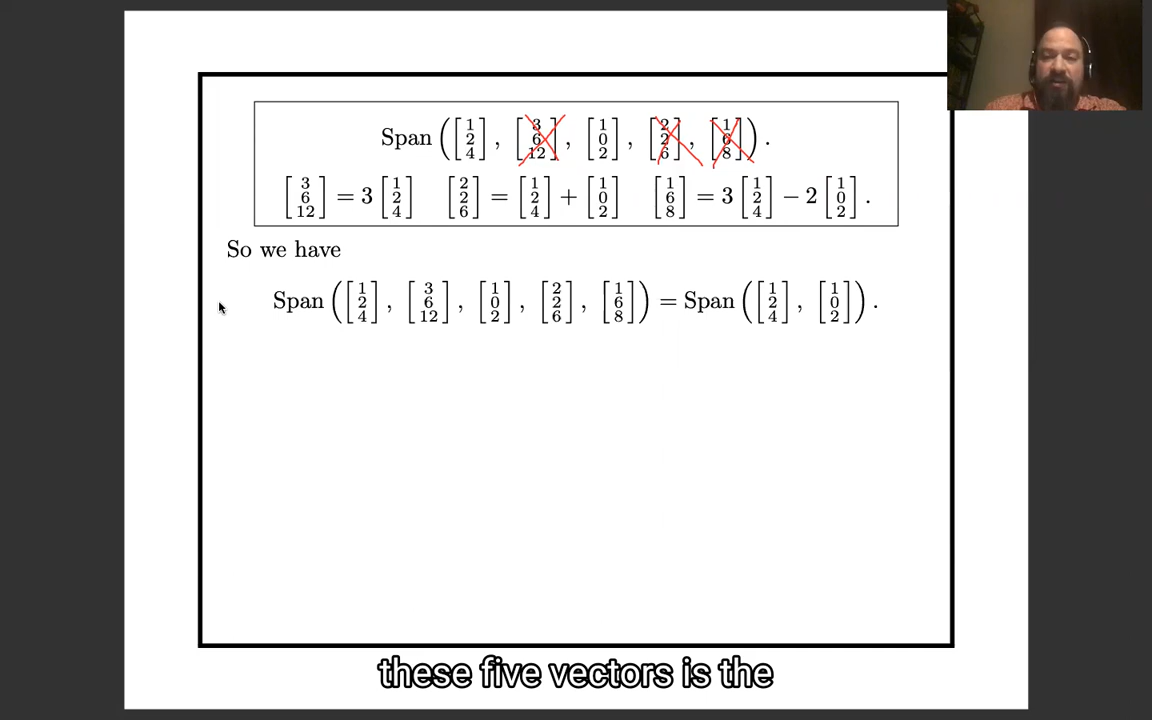 Span ([1 2 4], [3 6 12], [1 0 2], [2 2 6], [1 6 8]).
[3 6 12] = 3 [1 2 4] [2 2 6] = [1 2 4] + [1 0 2] [1 6 8] = 3 [1 2 4] − 2 [1 0 2].
So we have
Span ([1 2 4], [3 6 12], [1 0 2], [2 2 6], [1 6 8]) = Span ([1 2 4], [1 0 2]).
these five vectors is the